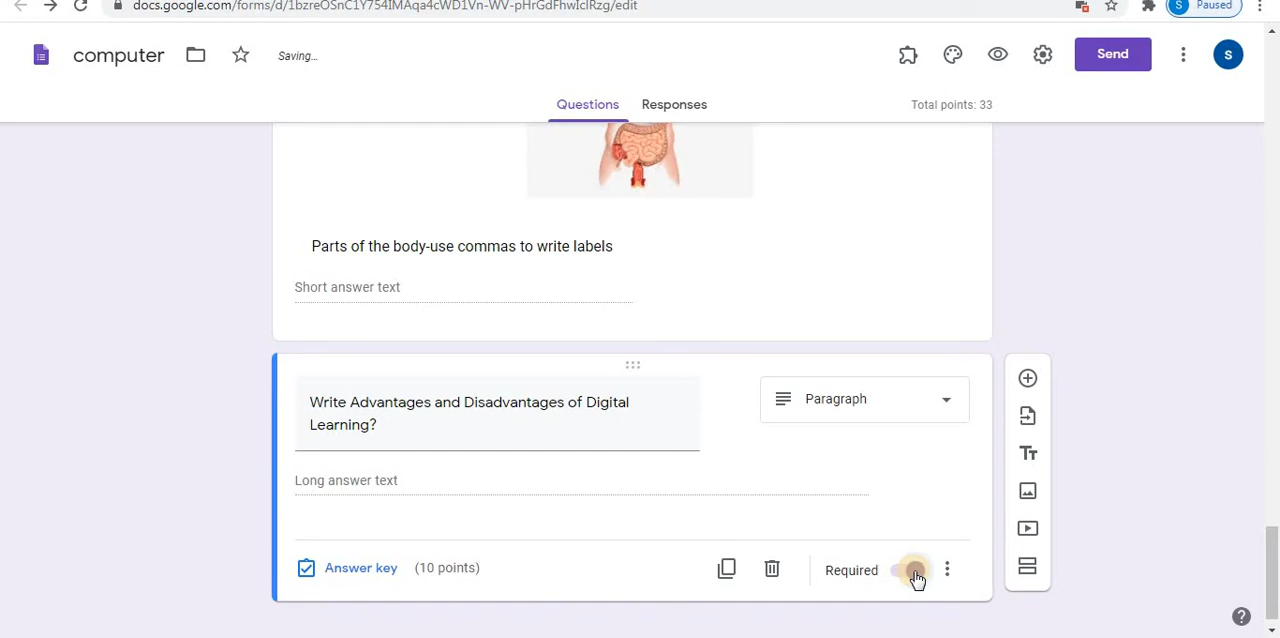 docs.google.com/forms/d/1bzreOSnC1Y754IMAqa4cWD1Vn-WV-pHrGdFhwIclRzg/edit
S Paused
computer
Saving...
Send
S
Questions
Responses
Total points: 33
Parts of the body-use commas to write labels
Short answer text
Write Advantages and Disadvantages of Digital
Learning?
Paragraph
Long answer text
Answer key
(10 points)
Required